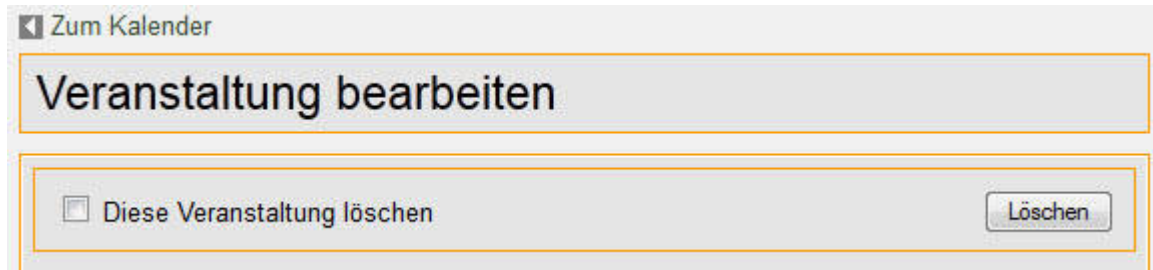 Zum Kalender
Veranstaltung bearbeiten
Diese Veranstaltung löschen Löschen